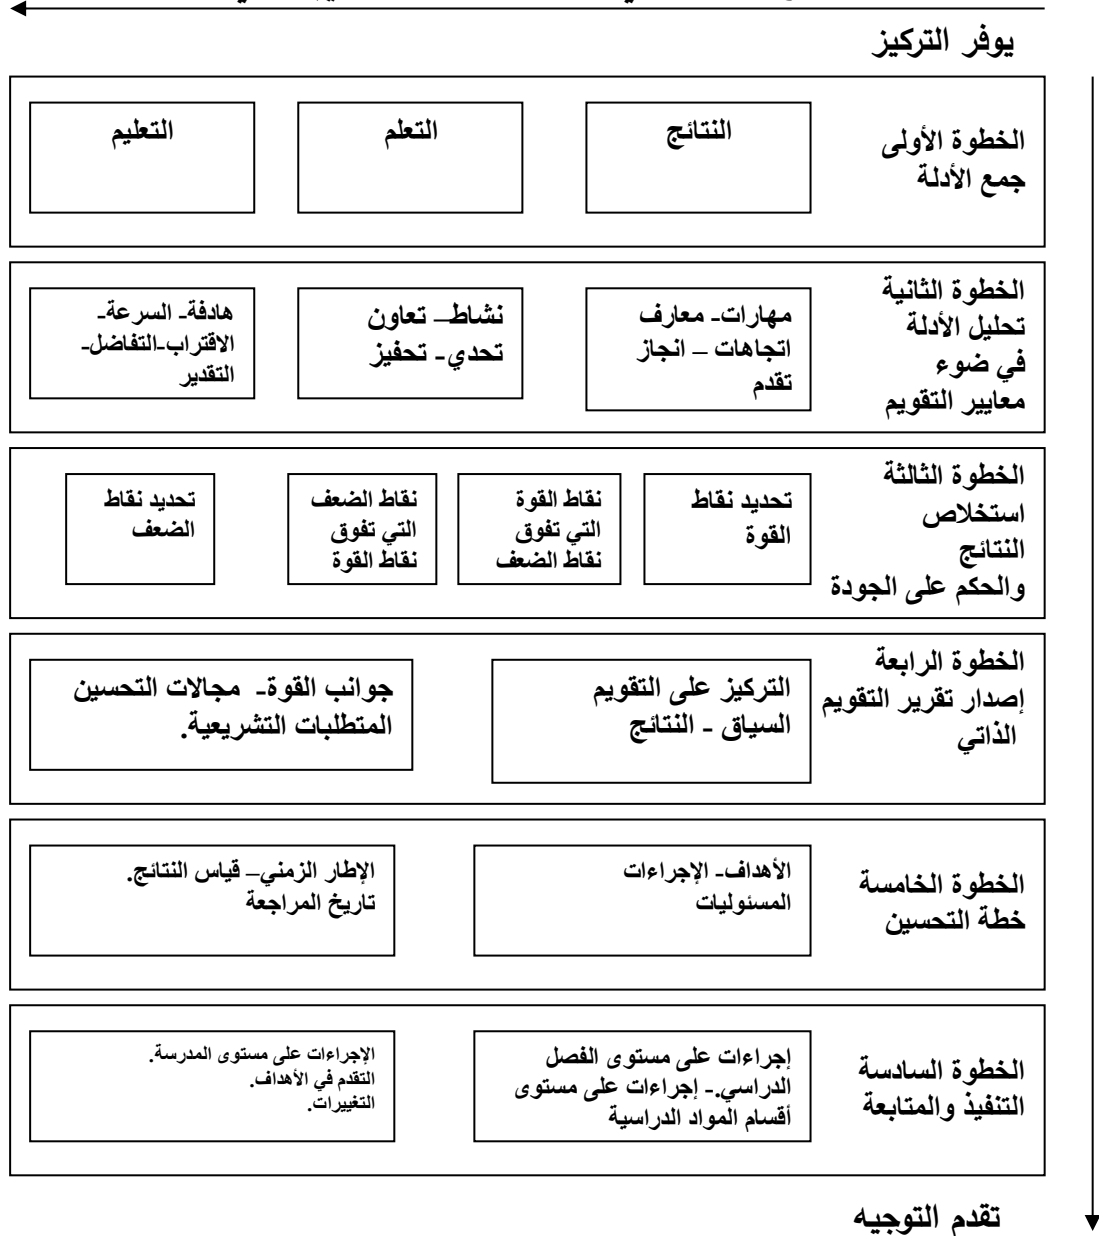 يوفر التركيز
الخطوة الأولى
جمع الأدلة
النتائج
التعلم
التعليم
الخطوة الثانية
تحليل الأدلة
في ضوء
معايير التقويم
مهارات- معارف
اتجاهات – انجاز
تقدم
نشاط– تعاون
تحدي- تحفيز
هادفة- السرعة-
الاقتراب-التفاضل-
التقدير
الخطوة الثالثة
استخلاص
النتائج
والحكم على الجودة
تحديد نقاط
القوة
نقاط القوة
التي تفوق
نقاط الضعف
نقاط الضعف
التي تفوق
نقاط القوة
تحديد نقاط
الضعف
الخطوة الرابعة
إصدار تقرير التقويم
الذاتي
التركيز على التقويم
السياق - النتائج
جوانب القوة- مجالات التحسين
المتطلبات التشريعية.
الخطوة الخامسة
خطة التحسين
الأهداف- الإجراءات
المسئوليات
الإطار الزمني– قياس النتائج.
تاريخ المراجعة
الخطوة السادسة
التنفيذ والمتابعة
إجراءات على مستوى الفصل
الدراسي.- إجراءات على مستوى
أقسام المواد الدراسية
الإجراءات على مستوى المدرسة.
التقدم في الأهداف.
التغييرات.
تقدم التوجيه